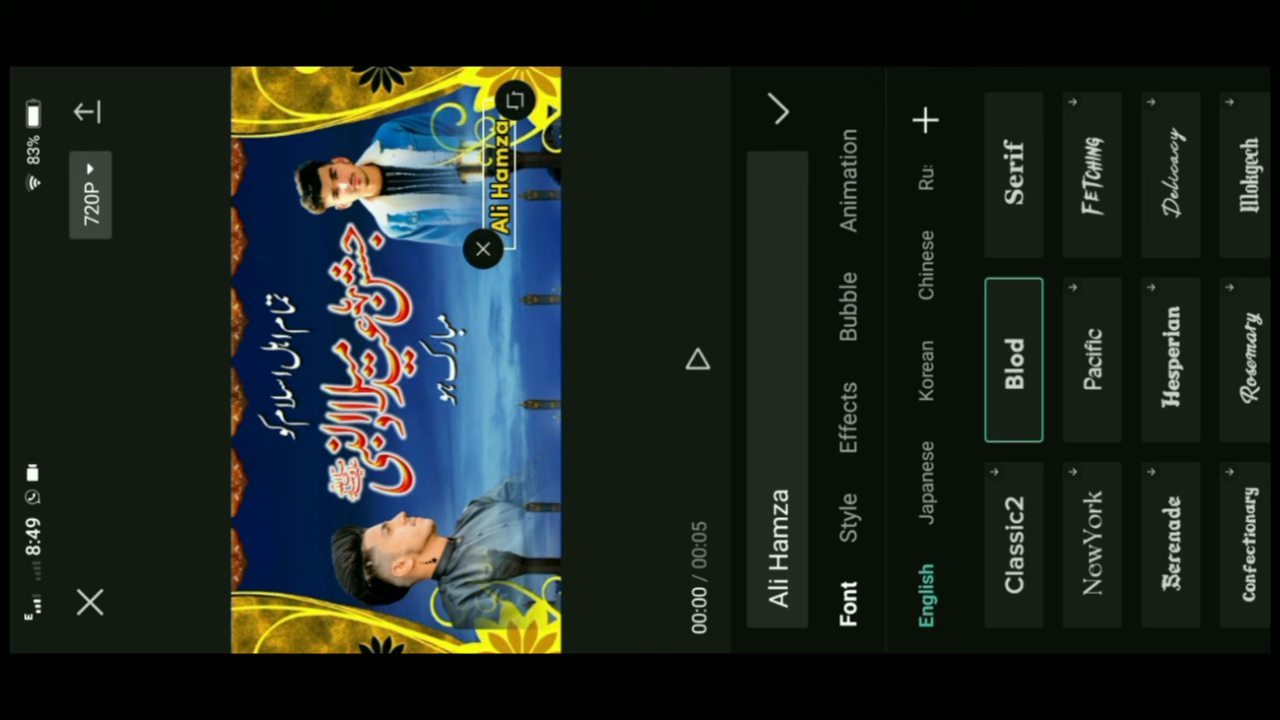 E 8:49 83%
720P
تمام اہل اسلام کو
جشن عید میلاد النبی ﷺ
مبارک ہو
Ali Hamza
00:00 / 00:05
Ali Hamza
Font Style Effects Bubble Animation
English Japanese Korean Chinese Ru
Classic2 Blod Serif
NowYork Pacific FETCHING
Serenade Hesperian Delicacy
Confectionary Rosemary